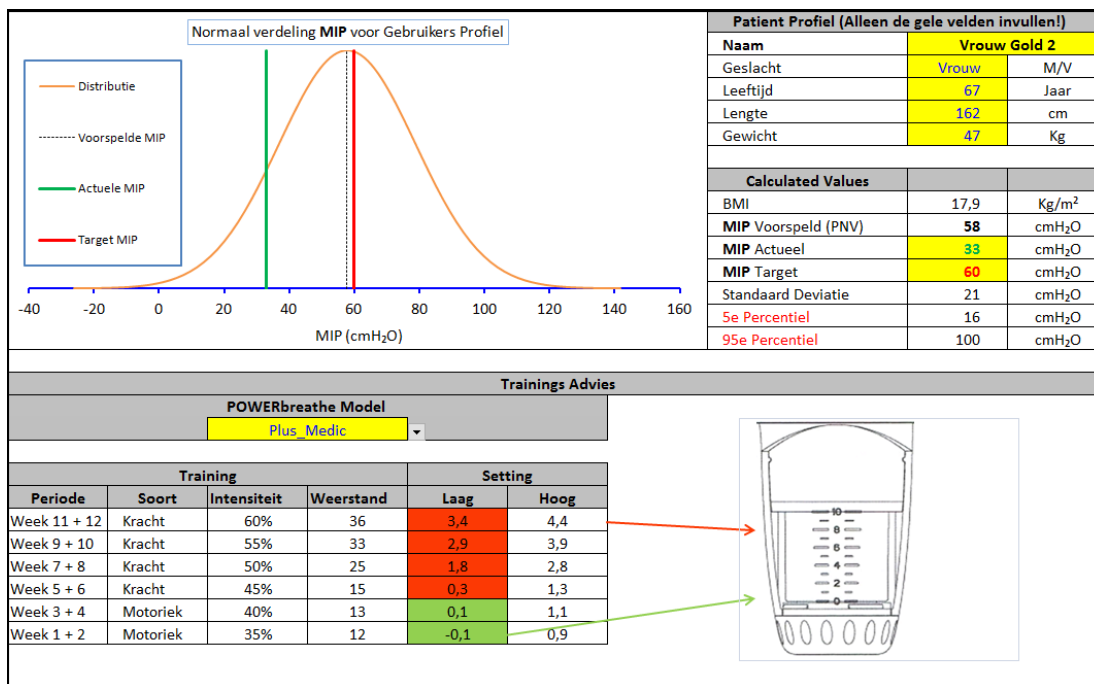 Normaal verdeling MIP voor Gebruikers Profiel
Distributie
Voorspelde MIP
Actuele MIP
Target MIP
-40 -20 0 20 40 60 80 100 120 140 160
MIP (cmH₂O)
Patient Profiel (Alleen de gele velden invullen!)
Naam Vrouw Gold 2
Geslacht Vrouw M/V
Leeftijd 67 Jaar
Lengte 162 cm
Gewicht 47 Kg
Calculated Values
BMI 17,9 Kg/m²
MIP Voorspeld (PNV) 58 cmH₂O
MIP Actueel 33 cmH₂O
MIP Target 60 cmH₂O
Standaard Deviatie 21 cmH₂O
5e Percentiel 16 cmH₂O
95e Percentiel 100 cmH₂O
Trainings Advies
POWERbreathe Model
Plus_Medic
Training Setting
Periode Soort Intensiteit Weerstand Laag Hoog
Week 11 + 12 Kracht 60% 36 3,4 4,4
Week 9 + 10 Kracht 55% 33 2,9 3,9
Week 7 + 8 Kracht 50% 25 1,8 2,8
Week 5 + 6 Kracht 45% 15 0,3 1,3
Week 3 + 4 Motoriek 40% 13 0,1 1,1
Week 1 + 2 Motoriek 35% 12 -0,1 0,9
10
8
6
4
2
0